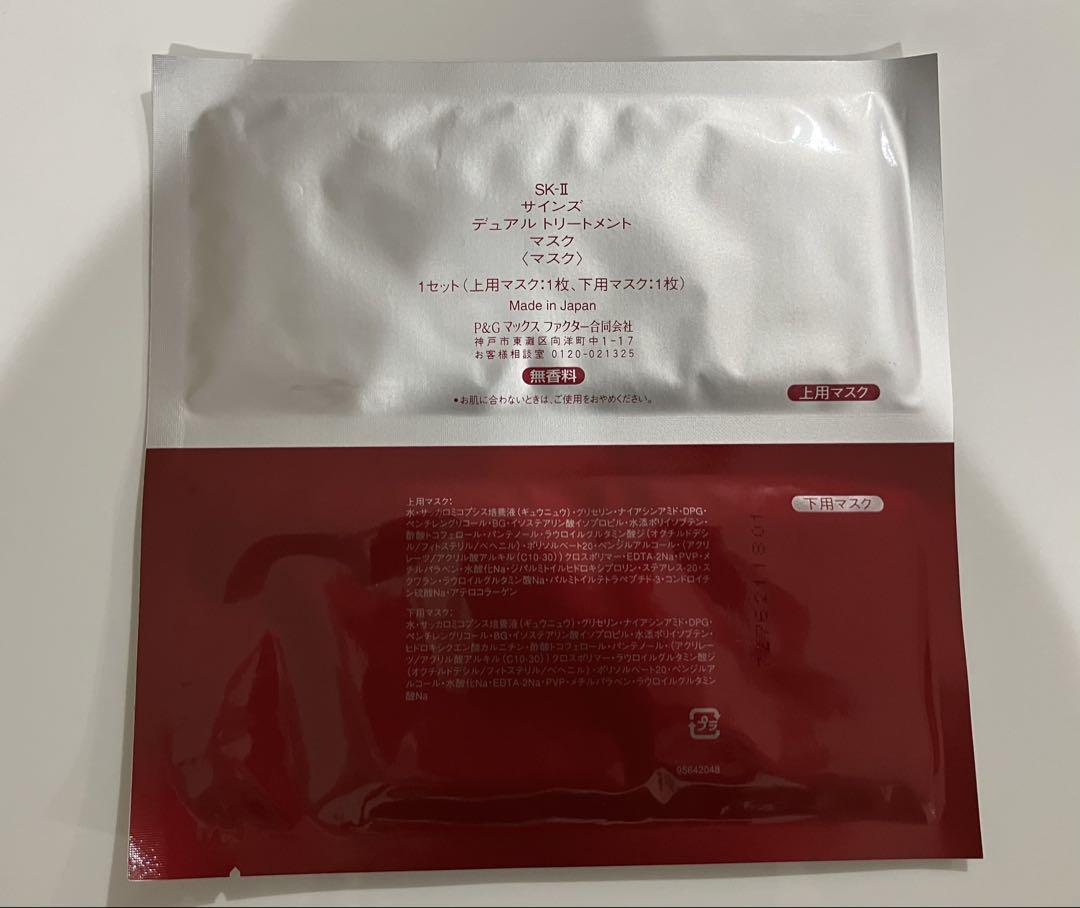 SK-Ⅱ
サインズ
デュアル トリートメント
マスク
〈マスク〉
1セット(上用マスク:1枚、下用マスク:1枚)
Made in Japan
P&G マックス ファクター合同会社
神戸市東灘区向洋町中1-17
お客様相談室 0120-021325
無香料
•お肌に合わないときは、ご使用をおやめください。
上用マスク
下用マスク
上用マスク:
水・サッカロミコプシス培養液(ギュウニュウ)・グリセリン・ナイアシンアミド・DPG・
ペンチレングリコール・BG・イソステアリン酸イソプロピル・水添ポリイソブテン・
酢酸トコフェロール・パンテノール・ラウロイルグルタミン酸ジ(オクチルドデシ
ル/フィトステリル/ベヘニル)・ポリソルベート20・ベンジルアルコール・(アクリ
レーツ/アクリル酸アルキル(C10-30))クロスポリマー・EDTA-2Na・PVP・メ
チルパラベン・水酸化Na・ジパルミトイルヒドロキシプロリン・ステアレス-20・ス
クワラン・ラウロイルグルタミン酸Na・パルミトイルテトラペプチド-3・コンドロイチ
ン硫酸Na・アテロコラーゲン
下用マスク:
水・サッカロミコプシス培養液(ギュウニュウ)・グリセリン・ナイアシンアミド・DPG・
ペンチレングリコール・BG・イソステアリン酸イソプロピル・水添ポリイソブテン・
ヒドロキシクエン酸カルニチン・酢酸トコフェロール・パンテノール・(アクリレー
ツ/アクリル酸アルキル(C10-30))クロスポリマー・ラウロイルグルタミン酸ジ
(オクチルドデシル/フィトステリル/ベヘニル)・ポリソルベート20・ベンジルア
ルコール・水酸化Na・EDTA-2Na・PVP・メチルパラベン・ラウロイルグルタミン
酸Na
プラ
95642048